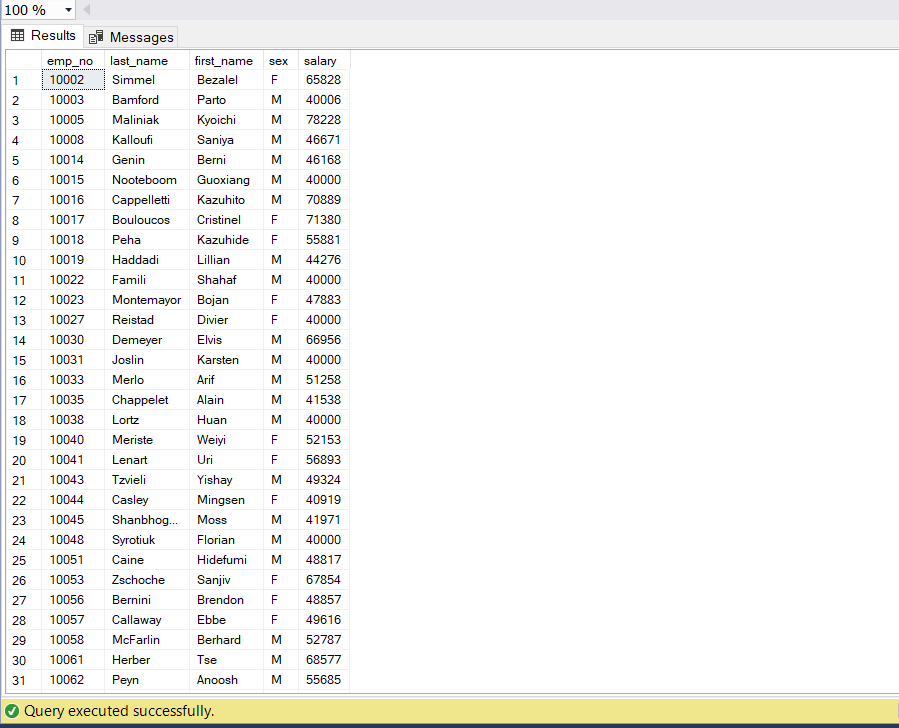 100 %
Results Messages
emp_no last_name first_name sex salary
1 10002 Simmel Bezalel F 65828
2 10003 Bamford Parto M 40006
3 10005 Maliniak Kyoichi M 78228
4 10008 Kalloufi Saniya M 46671
5 10014 Genin Berni M 46168
6 10015 Nooteboom Guoxiang M 40000
7 10016 Cappelletti Kazuhito M 70889
8 10017 Bouloucos Cristinel F 71380
9 10018 Peha Kazuhide F 55881
10 10019 Haddadi Lillian M 44276
11 10022 Famili Shahaf M 40000
12 10023 Montemayor Bojan F 47883
13 10027 Reistad Divier F 40000
14 10030 Demeyer Elvis M 66956
15 10031 Joslin Karsten M 40000
16 10033 Merlo Arif M 51258
17 10035 Chappelet Alain M 41538
18 10038 Lortz Huan M 40000
19 10040 Meriste Weiyi F 52153
20 10041 Lenart Uri F 56893
21 10043 Tzvieli Yishay M 49324
22 10044 Casley Mingsen F 40919
23 10045 Shanbhog... Moss M 41971
24 10048 Syrotiuk Florian M 40000
25 10051 Caine Hidefumi M 48817
26 10053 Zschoche Sanjiv F 67854
27 10056 Bernini Brendon F 48857
28 10057 Callaway Ebbe F 49616
29 10058 McFarlin Berhard M 52787
30 10061 Herber Tse M 68577
31 10062 Peyn Anoosh M 55685
Query executed successfully.